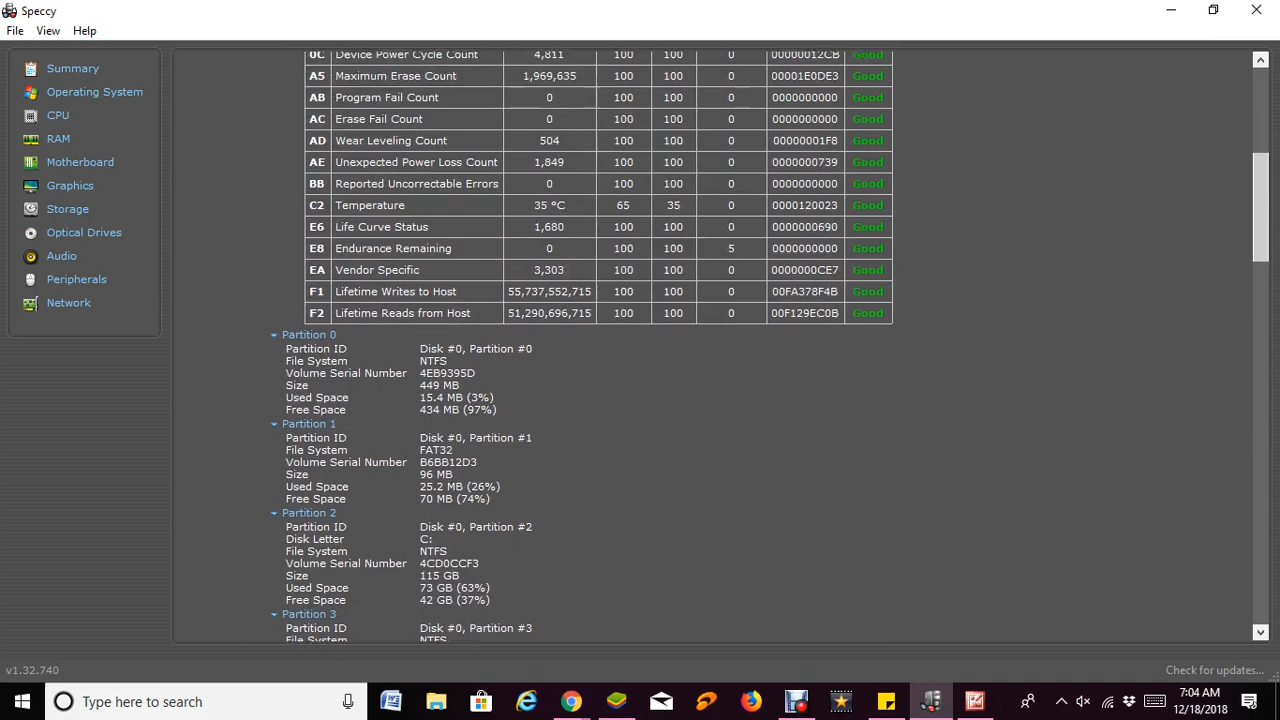 Speccy
File View Help
Summary
Operating System
CPU
RAM
Motherboard
Graphics
Storage
Optical Drives
Audio
Peripherals
Network
0C Device Power Cycle Count 4,811 100 100 0 00000012CB Good
A5 Maximum Erase Count 1,969,635 100 100 0 00001E0DE3 Good
AB Program Fail Count 0 100 100 0 0000000000 Good
AC Erase Fail Count 0 100 100 0 0000000000 Good
AD Wear Leveling Count 504 100 100 0 00000001F8 Good
AE Unexpected Power Loss Count 1,849 100 100 0 0000000739 Good
BB Reported Uncorrectable Errors 0 100 100 0 0000000000 Good
C2 Temperature 35 °C 65 35 0 0000120023 Good
E6 Life Curve Status 1,680 100 100 0 0000000690 Good
E8 Endurance Remaining 0 100 100 5 0000000000 Good
EA Vendor Specific 3,303 100 100 0 0000000CE7 Good
F1 Lifetime Writes to Host 55,737,552,715 100 100 0 00FA378F4B Good
F2 Lifetime Reads from Host 51,290,696,715 100 100 0 00F129EC0B Good
Partition 0
Partition ID Disk #0, Partition #0
File System NTFS
Volume Serial Number 4EB9395D
Size 449 MB
Used Space 15.4 MB (3%)
Free Space 434 MB (97%)
Partition 1
Partition ID Disk #0, Partition #1
File System FAT32
Volume Serial Number B6BB12D3
Size 96 MB
Used Space 25.2 MB (26%)
Free Space 70 MB (74%)
Partition 2
Partition ID Disk #0, Partition #2
Disk Letter C:
File System NTFS
Volume Serial Number 4CD0CCF3
Size 115 GB
Used Space 73 GB (63%)
Free Space 42 GB (37%)
Partition 3
Partition ID Disk #0, Partition #3
File System NTFS
v1.32.740
Check for updates...
Type here to search
7:04 AM
12/18/2018